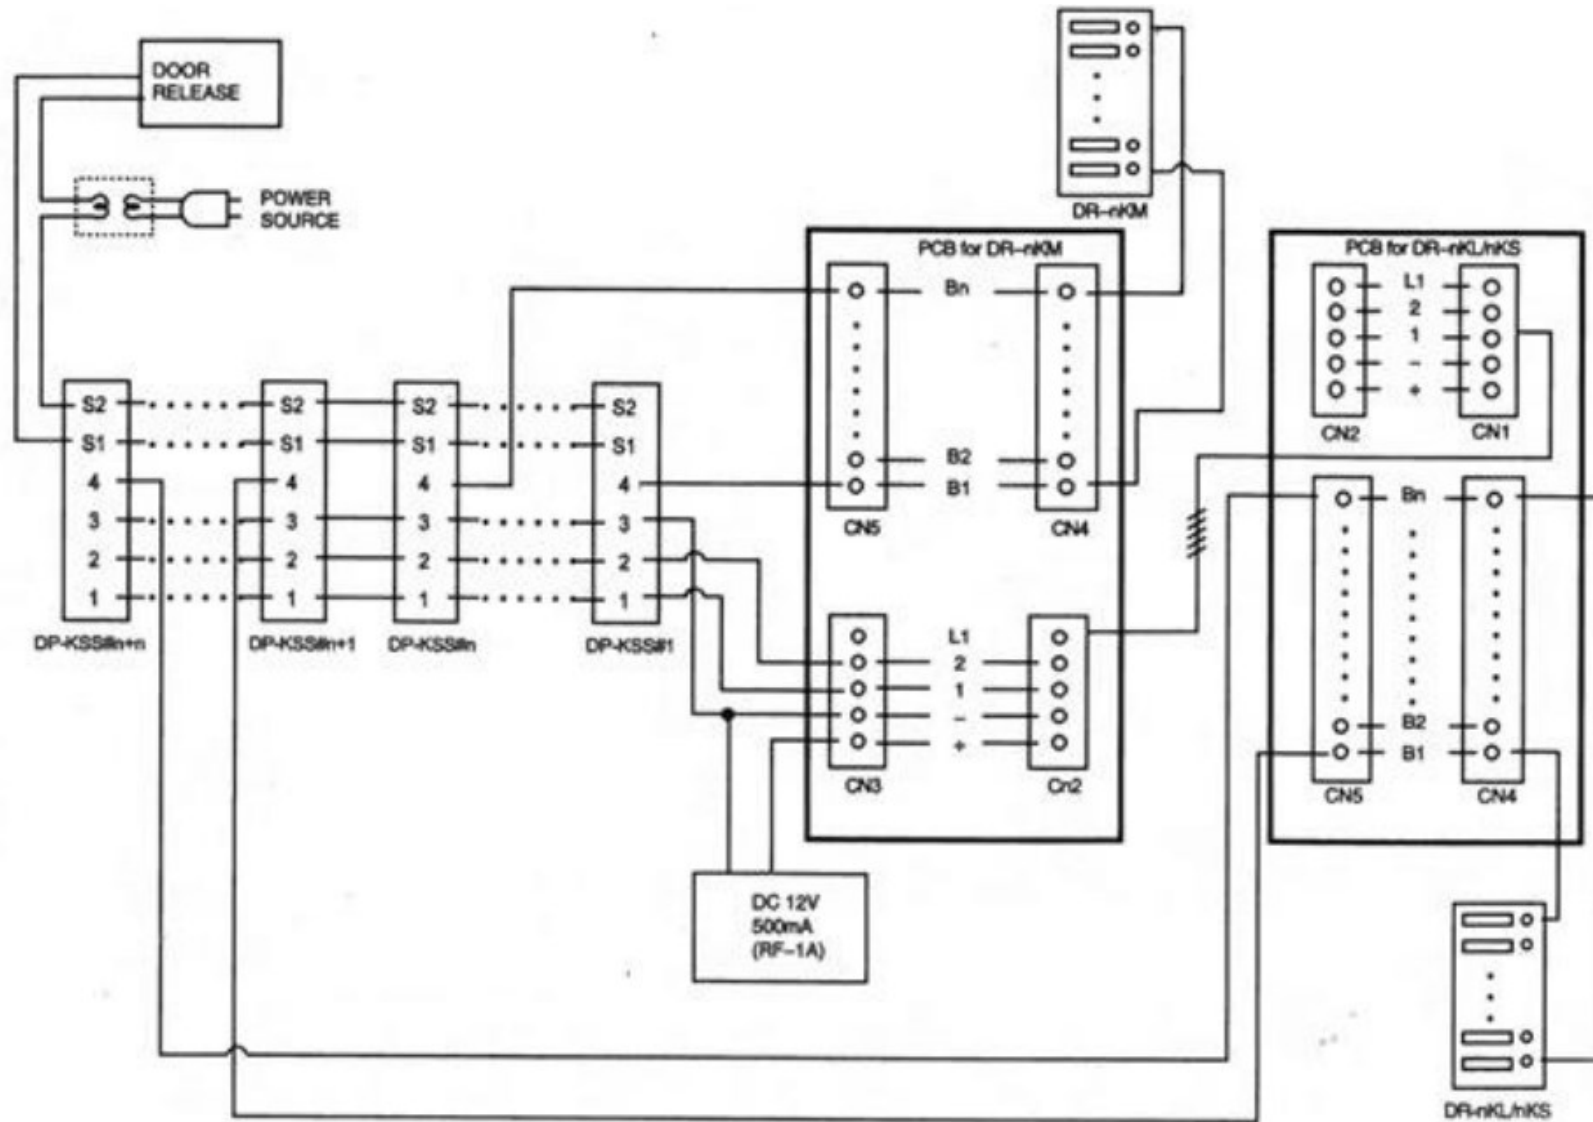 DOOR
RELEASE
POWER
SOURCE
DR-nKM
PCB for DR-nKM
Bn
B2
B1
CN5
CN4
L1
2
1
-
+
CN3
Cn2
PCB for DR-nKL/nKS
L1
2
1
-
+
CN2
CN1
Bn
B2
B1
CN5
CN4
S2
S1
4
3
2
1
DP-KSS#n+n
S2
S1
4
3
2
1
DP-KSS#n+1
S2
S1
4
3
2
1
DP-KSS#n
S2
S1
4
3
2
1
DP-KSS#1
DC 12V
500mA
(RF-1A)
DR-nKL/nKS